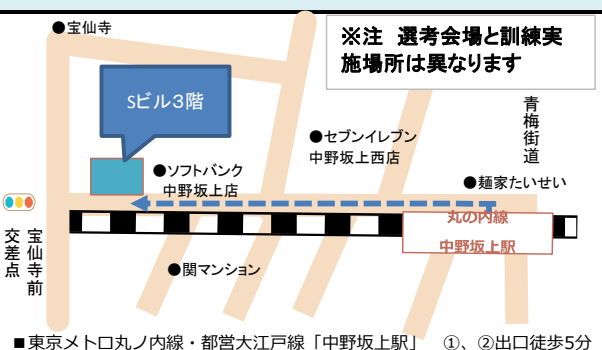 ●宝仙寺
※注　選考会場と訓練実
施場所は異なります
Sビル３階
青梅街道
●セブンイレブン
中野坂上西店
●ソフトバンク
中野坂上店
●麺家たいせい
丸の内線
中野坂上駅
宝仙寺前
交差点
●関マンション
■東京メトロ丸ノ内線・都営大江戸線「中野坂上駅」　①、②出口徒歩5分